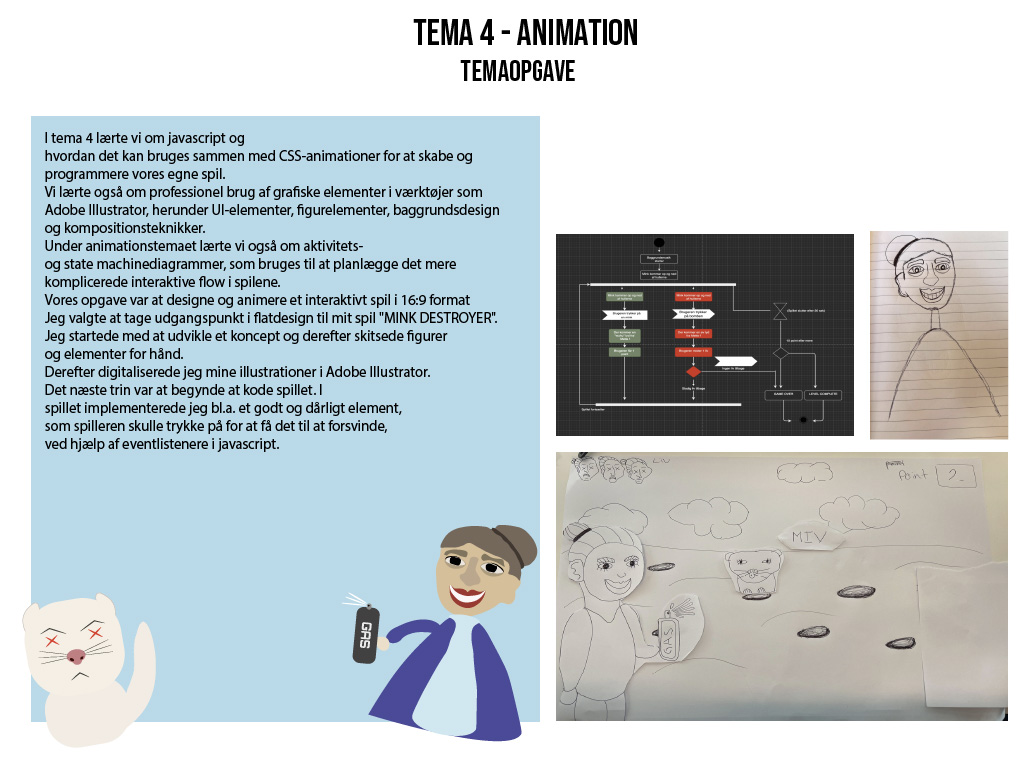 TEMA 4 - ANIMATION
TEMAOPGAVE
I tema 4 lærte vi om javascript og
hvordan det kan bruges sammen med CSS-animationer for at skabe og
programmere vores egne spil.
Vi lærte også om professionel brug af grafiske elementer i værktøjer som
Adobe Illustrator, herunder UI-elementer, figurelementer, baggrundsdesign
og kompositionsteknikker.
Under animationstemaet lærte vi også om aktivitets-
og state machinediagrammer, som bruges til at planlægge det mere
komplicerede interaktive flow i spilene.
Vores opgave var at designe og animere et interaktivt spil i 16:9 format
Jeg valgte at tage udgangspunkt i flatdesign til mit spil "MINK DESTROYER".
Jeg startede med at udvikle et koncept og derefter skitsede figurer
og elementer for hånd.
Derefter digitaliserede jeg mine illustrationer i Adobe Illustrator.
Det næste trin var at begynde at kode spillet. I
spillet implementerede jeg bl.a. et godt og dårligt element,
som spilleren skulle trykke på for at få det til at forsvinde,
ved hjælp af eventlistenere i javascript.
GAS
GAME OVER
LEVEL COMPLETE
Point 2_
MIV
GAS